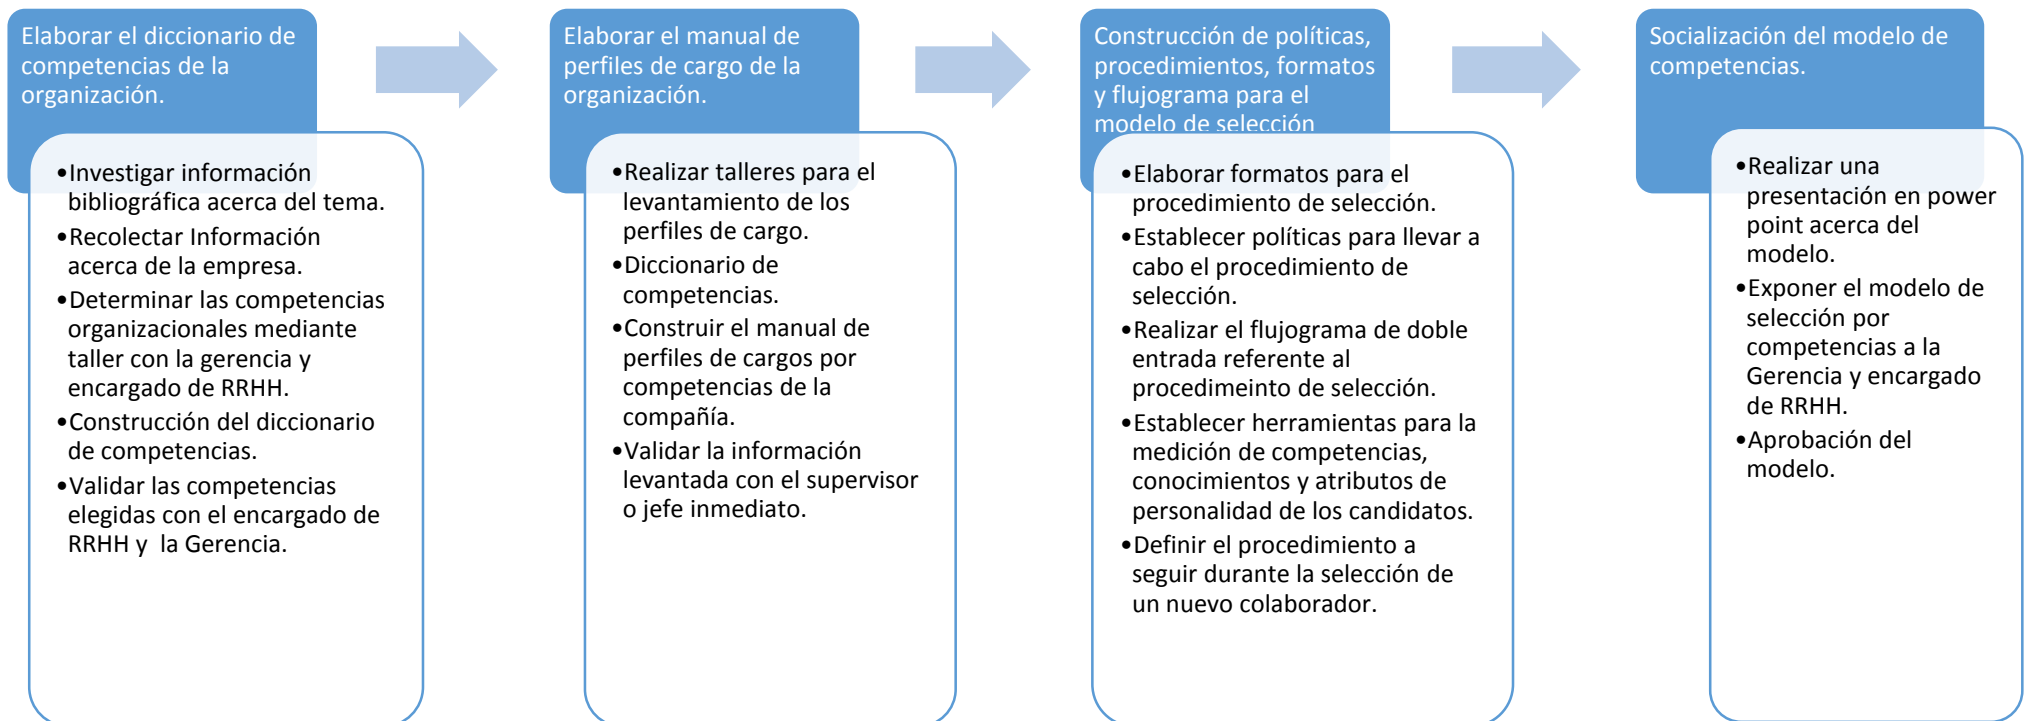 Elaborar el diccionario de
competencias de la
organización.
•Investigar información
bibliográfica acerca del tema.
•Recolectar Información
acerca de la empresa.
•Determinar las competencias
organizacionales mediante
taller con la gerencia y
encargado de RRHH.
•Construcción del diccionario
de competencias.
•Validar las competencias
elegidas con el encargado de
RRHH y  la Gerencia.
Elaborar el manual de
perfiles de cargo de la
organización.
•Realizar talleres para el
levantamiento de los
perfiles de cargo.
•Diccionario de
competencias.
•Construir el manual de
perfiles de cargos por
competencias de la
compañía.
•Validar la información
levantada con el supervisor
o jefe inmediato.
Construcción de políticas,
procedimientos, formatos
y flujograma para el
modelo de selección
•Elaborar formatos para el
procedimiento de selección.
•Establecer políticas para llevar a
cabo el procedimiento de
selección.
•Realizar el flujograma de doble
entrada referente al
procedimeinto de selección.
•Establecer herramientas para la
medición de competencias,
conocimientos y atributos de
personalidad de los candidatos.
•Definir el procedimiento a
seguir durante la selección de
un nuevo colaborador.
Socialización del modelo de
competencias.
•Realizar una
presentación en power
point acerca del
modelo.
•Exponer el modelo de
selección por
competencias a la
Gerencia y encargado
de RRHH.
•Aprobación del
modelo.